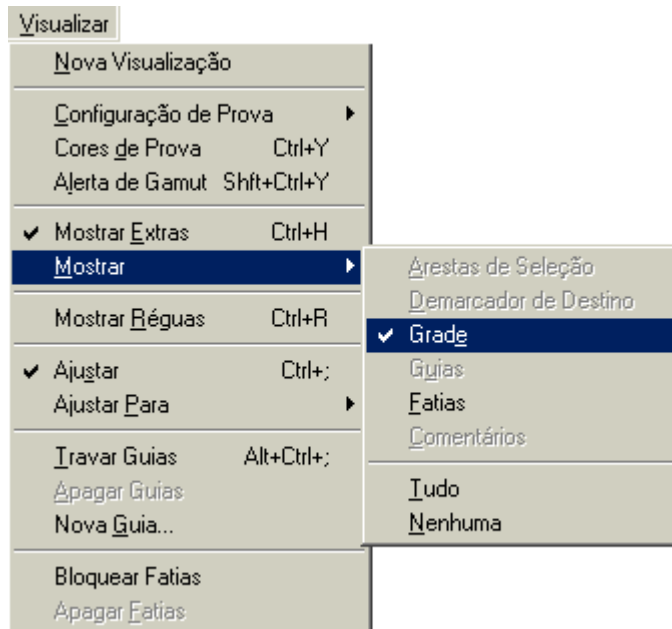 Visualizar
Nova Visualização
Configuração de Prova
Cores de Prova Ctrl+Y
Alerta de Gamut Shft+Ctrl+Y
Mostrar Extras Ctrl+H
Mostrar
Mostrar Réguas Ctrl+R
Ajustar Ctrl+;
Ajustar Para
Travar Guias Alt+Ctrl+;
Apagar Guias
Nova Guia...
Bloquear Fatias
Apagar Fatias
Arestas de Seleção
Demarcador de Destino
Grade
Guias
Fatias
Comentários
Tudo
Nenhuma